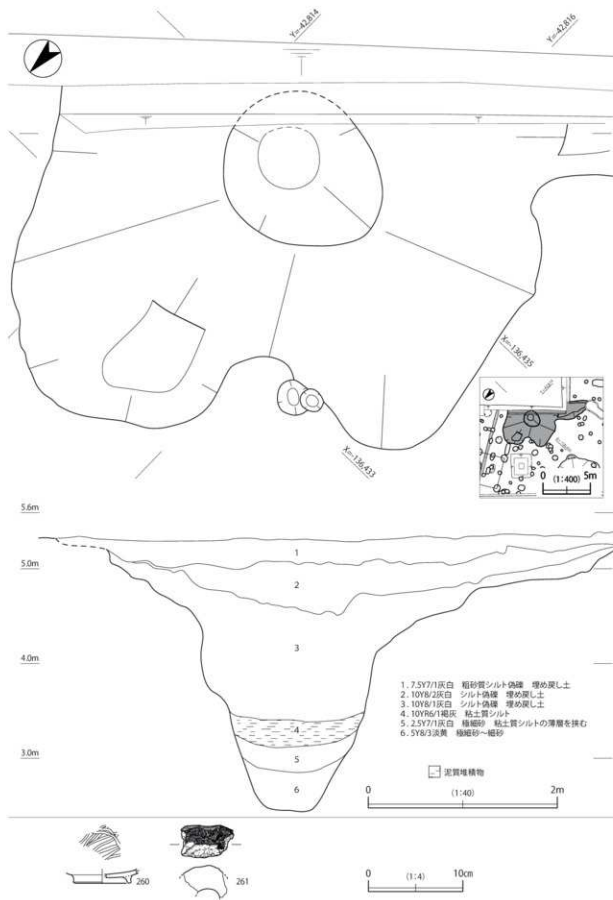 Y=-42,814
Y=-42,816
X=-136,435
X=-136,433
0 (1:400) 5m
5.6m
5.0m
4.0m
3.0m
1
2
3
4
5
6
1. 7.5Y7/1灰白 粗砂質シルト偽礫 埋め戻し土
2. 10Y8/2灰白 シルト偽礫 埋め戻し土
3. 10Y8/1灰白 シルト偽礫 埋め戻し土
4. 10YR6/1褐灰 粘土質シルト
5. 2.5Y7/1灰白 極細砂 粘土質シルトの薄層を挟む
6. 5Y8/3淡黄 極細砂～細砂
泥質堆積物
0 (1:40) 2m
260
261
0 (1:4) 10cm